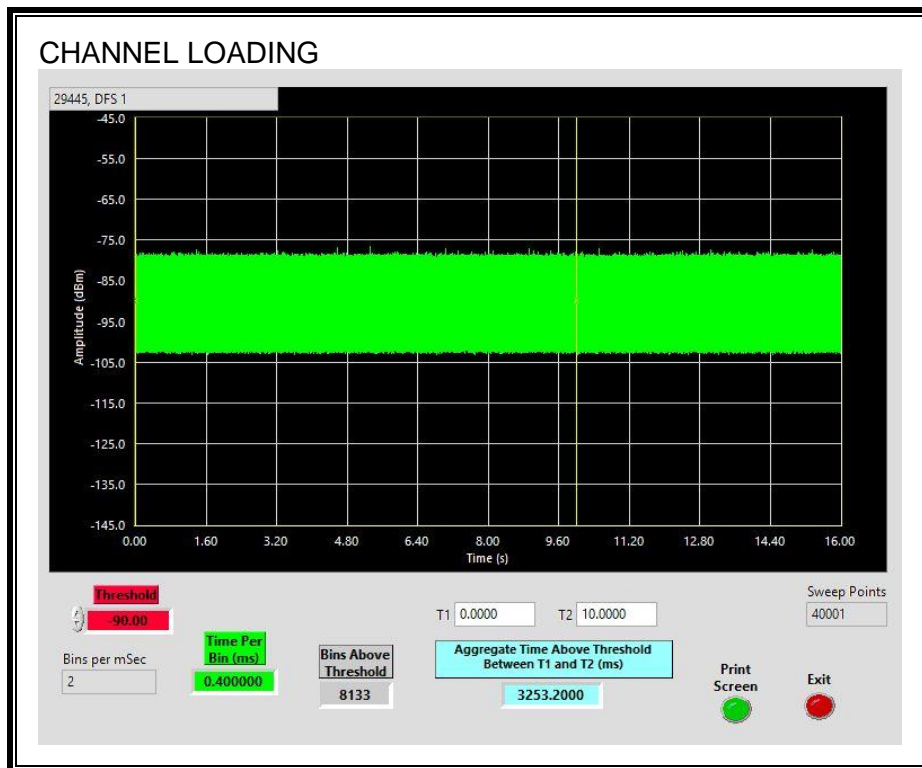 CHANNEL LOADING
29445, DFS 1
-45.0
-55.0
-65.0
-75.0
-85.0
-95.0
-105.0
-115.0
-125.0
-135.0
-145.0
Amplitude (dBm)
0.00 1.60 3.20 4.80 6.40 8.00 9.60 11.20 12.80 14.40 16.00
Time (s)
Threshold
-90.00
Bins per mSec
2
Time Per
Bin (ms)
0.400000
Bins Above
Threshold
8133
T1 0.0000 T2 10.0000
Aggregate Time Above Threshold
Between T1 and T2 (ms)
3253.2000
Sweep Points
40001
Print
Screen
Exit